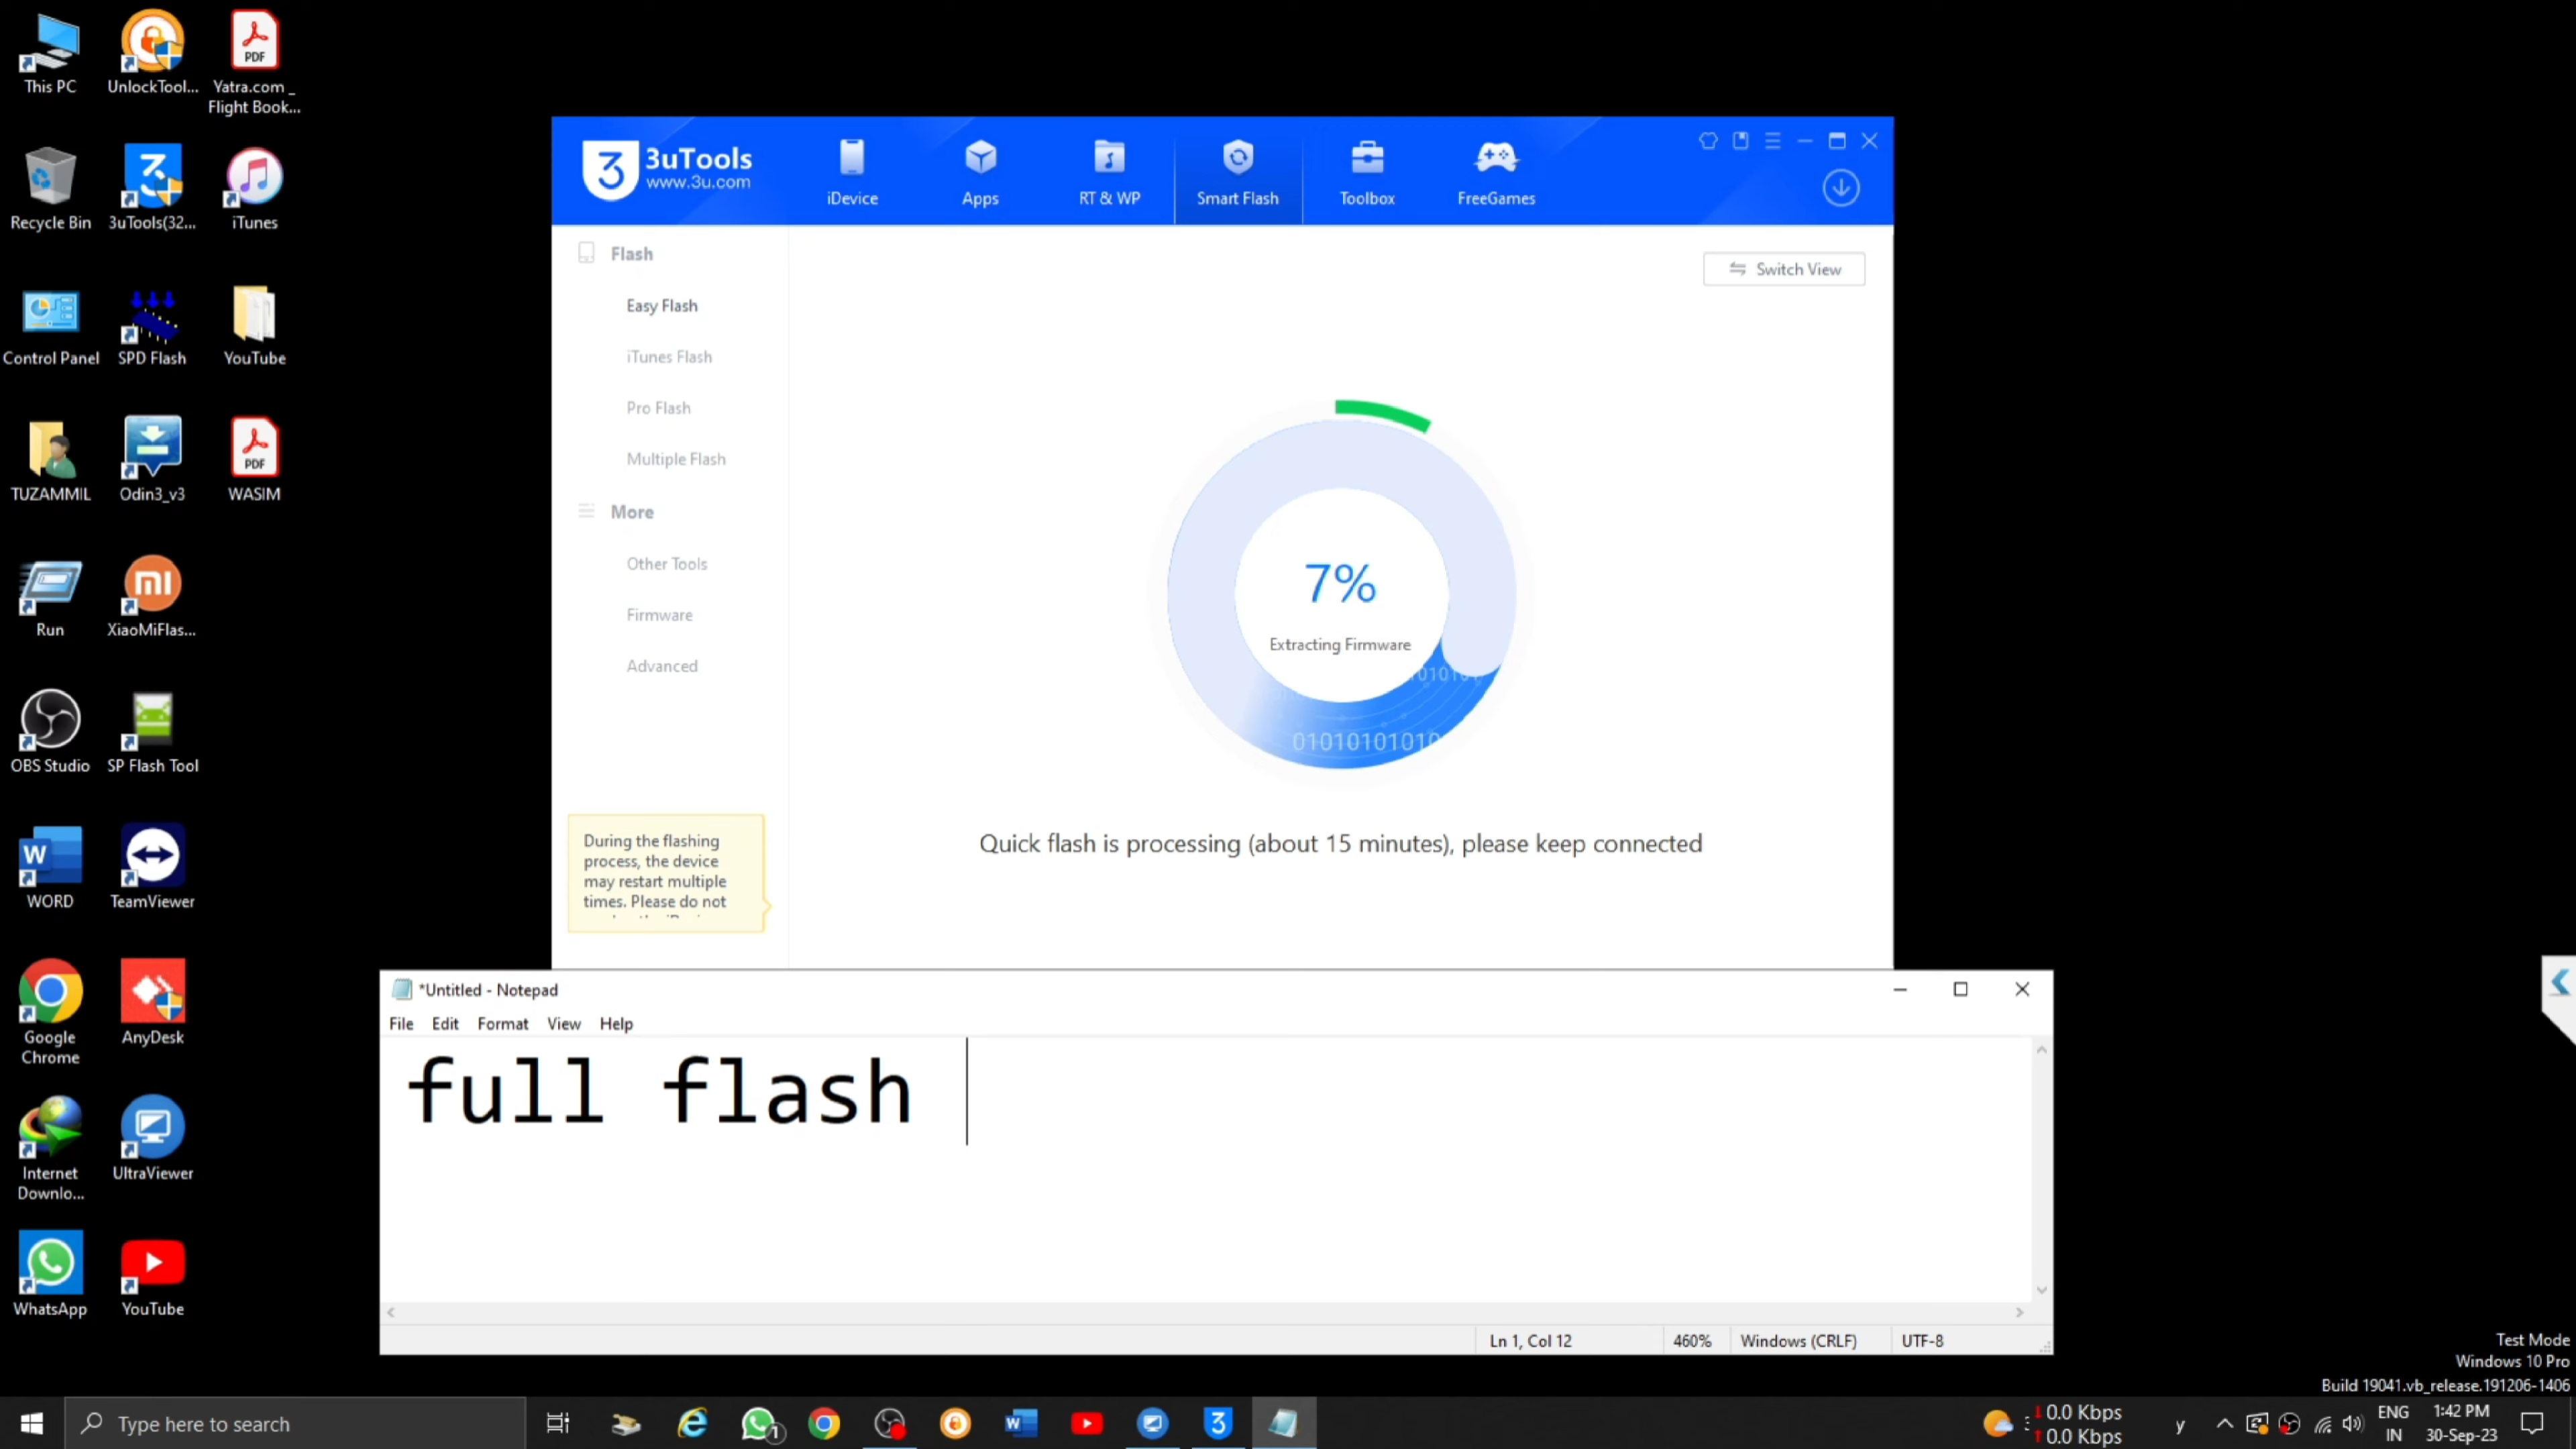 This PC
UnlockTool...
Yatra.com _
Flight Book...
Recycle Bin
3uTools(32...
iTunes
Control Panel
SPD Flash
YouTube
TUZAMMIL
Odin3_v3
WASIM
Run
XiaoMiFlas...
OBS Studio
SP Flash Tool
WORD
TeamViewer
Google
Chrome
AnyDesk
Internet
Downlo...
UltraViewer
WhatsApp
YouTube
3uTools
www.3u.com
iDevice
Apps
RT & WP
Smart Flash
Toolbox
FreeGames
Flash
Easy Flash
iTunes Flash
Pro Flash
Multiple Flash
More
Other Tools
Firmware
Advanced
During the flashing
process, the device
may restart multiple
times. Please do not
Switch View
7%
Extracting Firmware
01010101010
Quick flash is processing (about 15 minutes), please keep connected
*Untitled - Notepad
File Edit Format View Help
full flash
Ln 1, Col 12
460%
Windows (CRLF)
UTF-8
Test Mode
Windows 10 Pro
Build 19041.vb_release.191206-1406
Type here to search
0.0 Kbps
0.0 Kbps
y
ENG
IN
1:42 PM
30-Sep-23